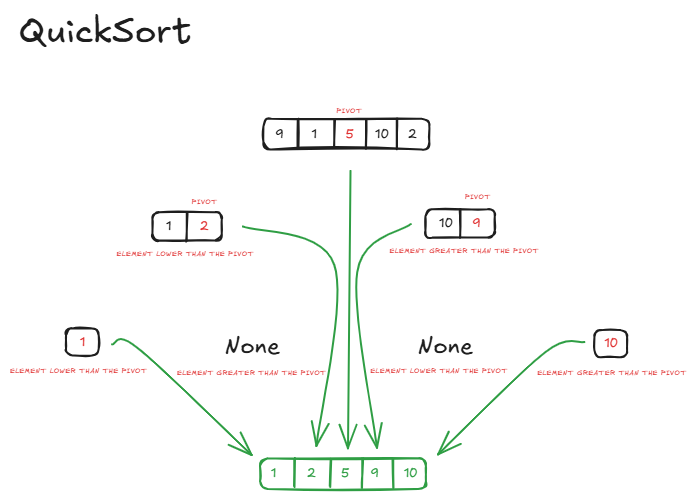 QuickSort
PIVOT
9 1 5 10 2
PIVOT
1 2
ELEMENT LOWER THAN THE PIVOT
PIVOT
10 9
ELEMENT GREATER THAN THE PIVOT
1
ELEMENT LOWER THAN THE PIVOT
None
ELEMENT GREATER THAN THE PIVOT
None
ELEMENT LOWER THAN THE PIVOT
10
ELEMENT GREATER THAN THE PIVOT
1 2 5 9 10